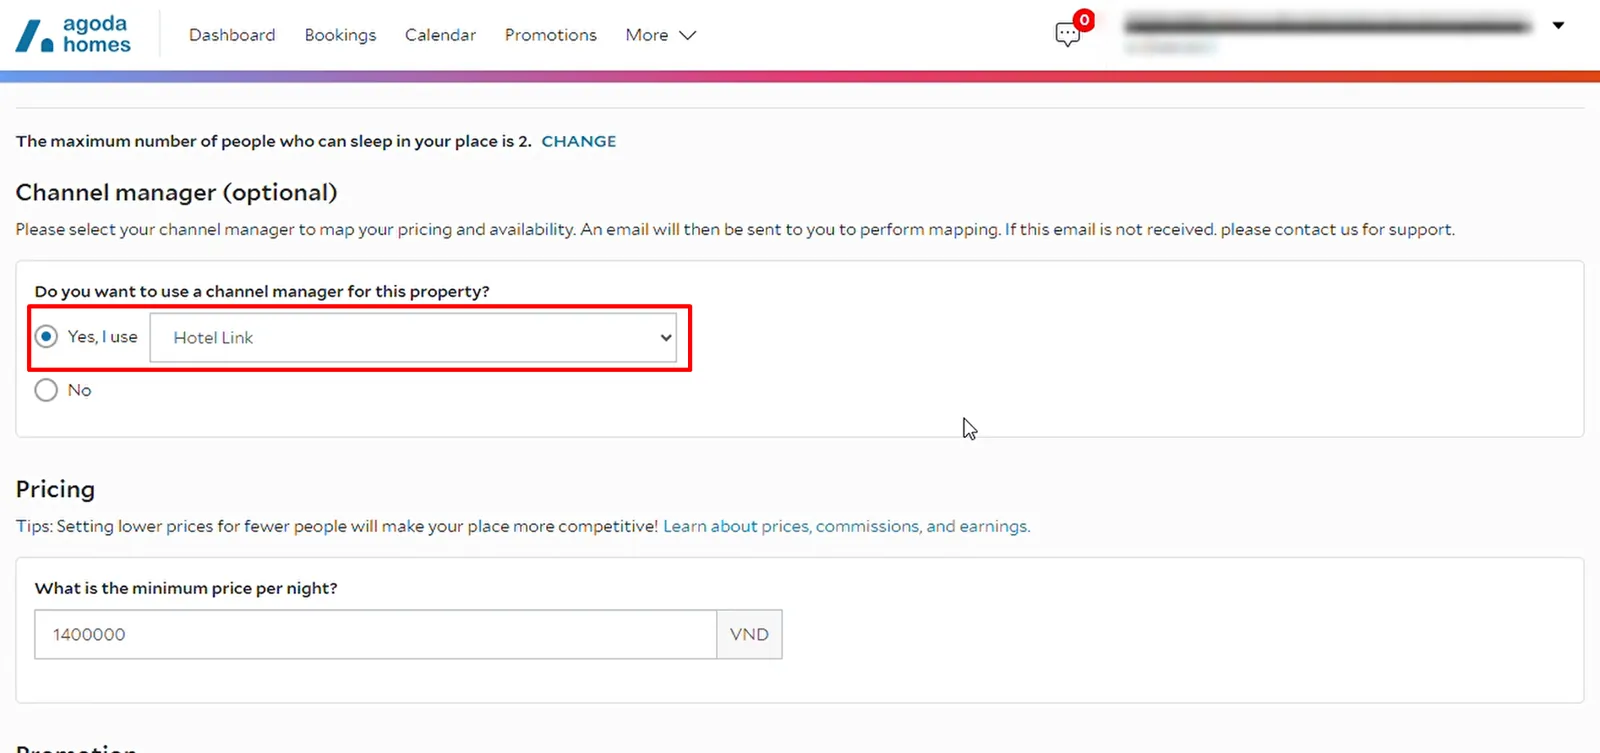 agoda
homes
Dashboard Bookings Calendar Promotions More
0
The maximum number of people who can sleep in your place is 2. CHANGE
Channel manager (optional)
Please select your channel manager to map your pricing and availability. An email will then be sent to you to perform mapping. If this email is not received. please contact us for support.
Do you want to use a channel manager for this property?
Yes, I use Hotel Link
No
Pricing
Tips: Setting lower prices for fewer people will make your place more competitive! Learn about prices, commissions, and earnings.
What is the minimum price per night?
1400000 VND
Promotion